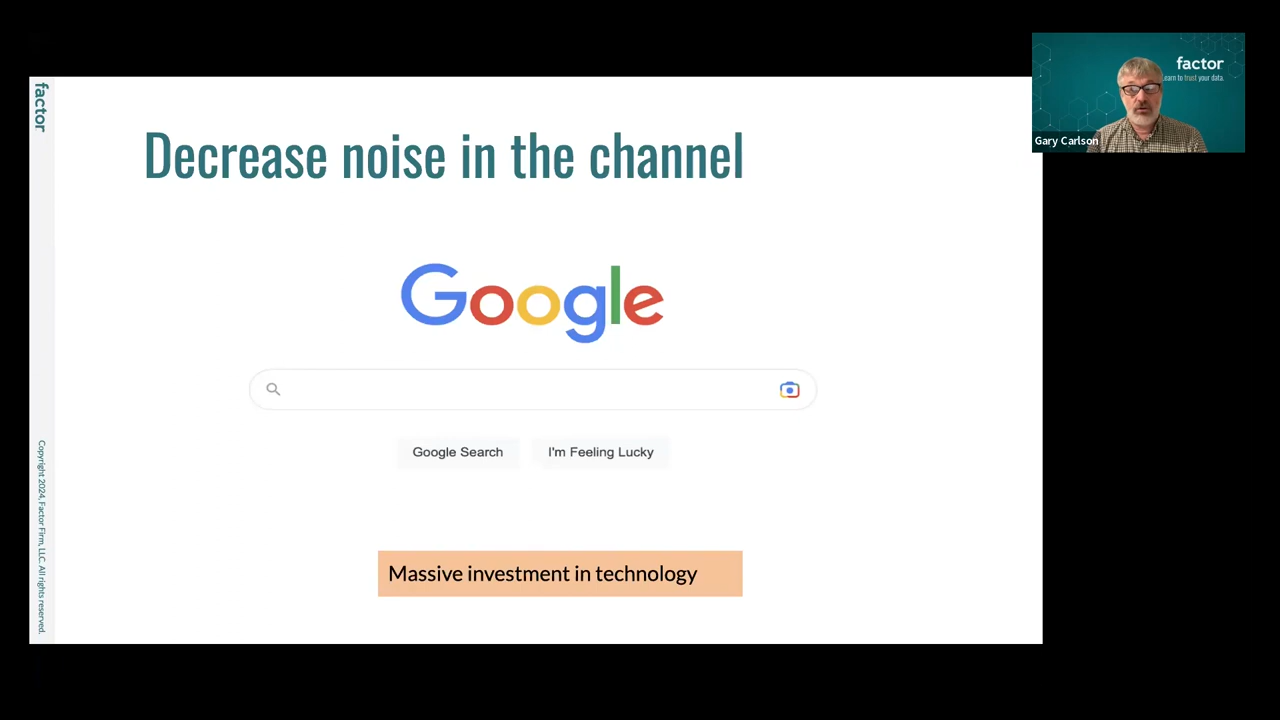 factor
Decrease noise in the channel
Google
Google Search
I'm Feeling Lucky
Massive investment in technology
Copyright 2024, Factor Firm, LLC. All rights reserved.
factor
Learn to trust your data.
Gary Carlson